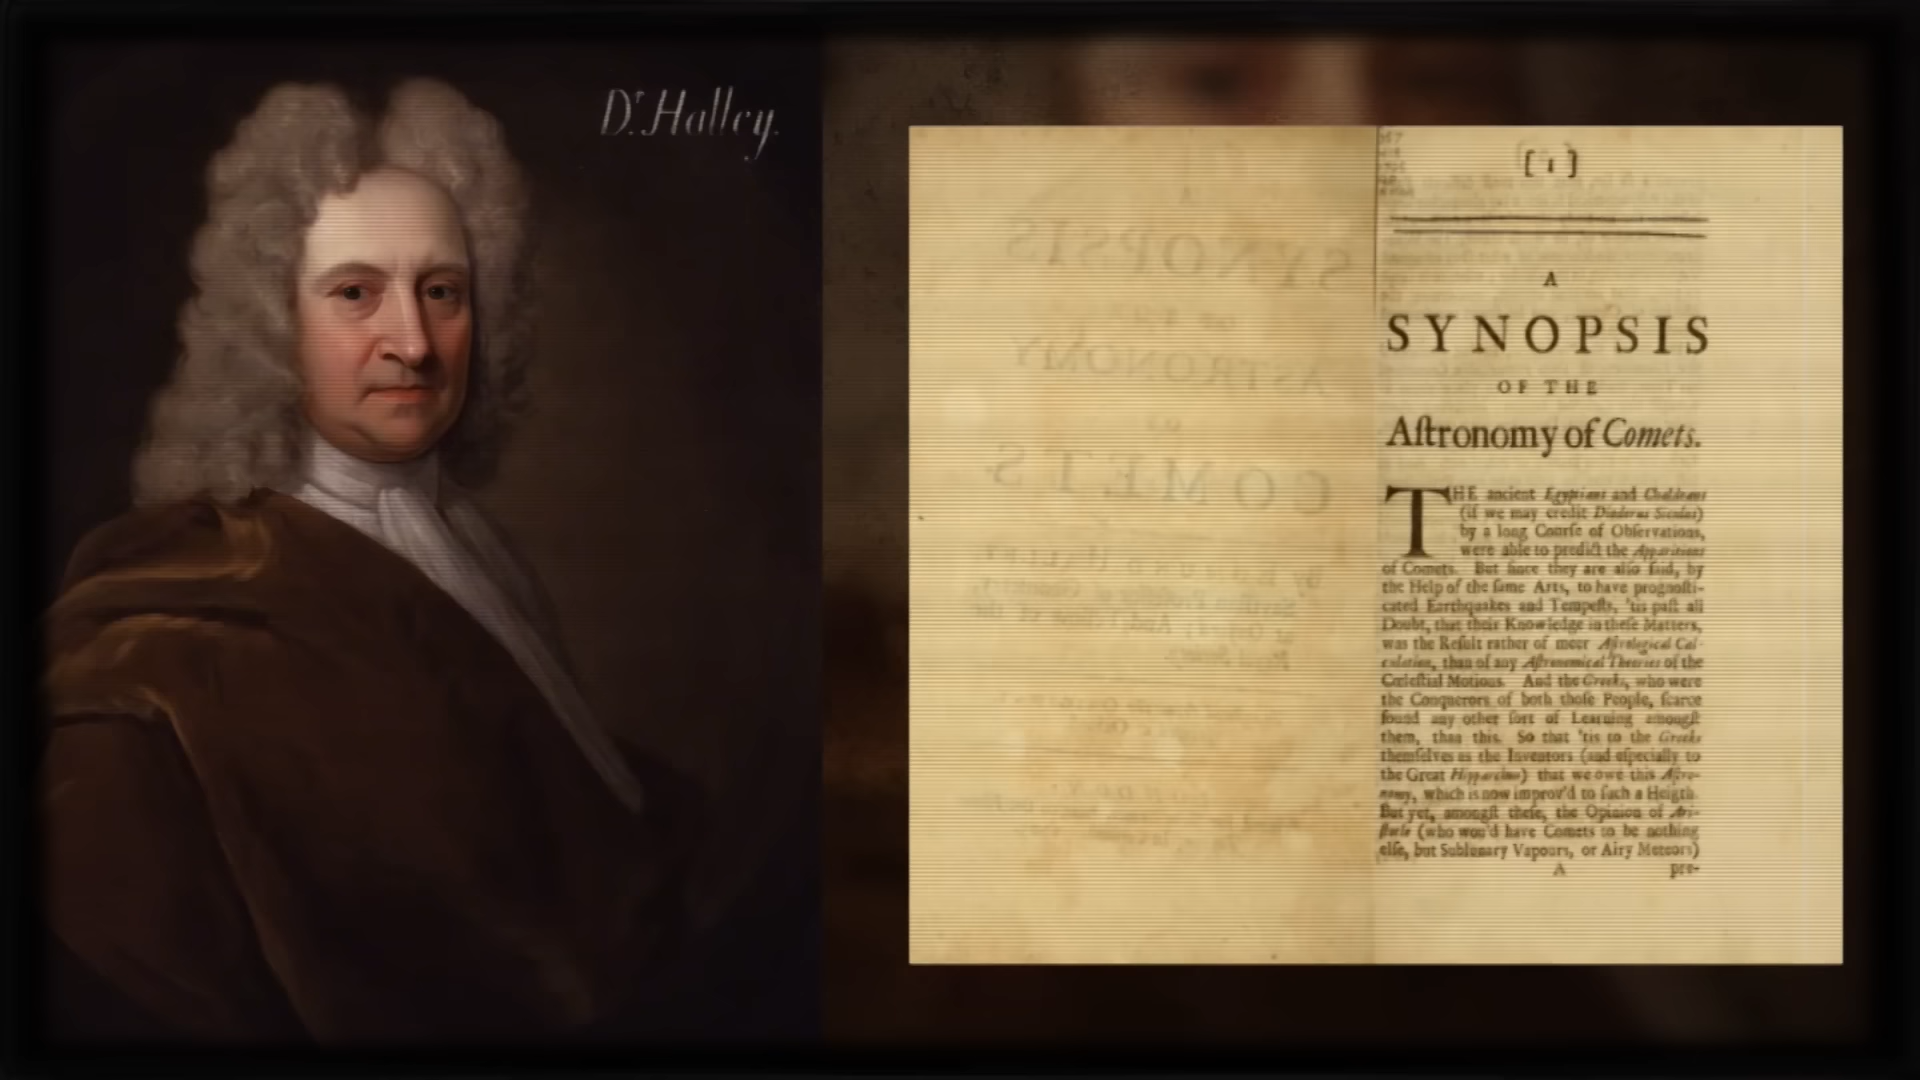 Dr. Halley.
[ 1 ]
A
SYNOPSIS
OF THE
Aſtronomy of Comets.
THE ancient Egyptians and Chaldeans
(if we may credit Diodorus Siculus)
by a long Courſe of Obſervations,
were able to predict the Apparitions
of Comets. But ſince they are alſo ſaid, by
the Help of the ſame Arts, to have prognoſti-
cated Earthquakes and Tempeſts, 'tis paſt all
Doubt, that their Knowledge in theſe Matters,
was the Reſult rather of meer Aſtrological Cal-
culation, than of any Aſtronomical Theories of the
Cœleſtial Motions. And the Greeks, who were
the Conquerors of both thoſe People, ſcarce
found any other ſort of Learning amongſt
them, than this. So that 'tis to the Greeks
themſelves as the Inventors (and eſpecially to
the Great Hipparchus) that we owe this Aſtro-
nomy, which is now improv'd to ſuch a Heigth.
But yet, amongſt theſe, the Opinion of Ari-
ſtotle (who wou'd have Comets to be nothing
elſe, but Sublunary Vapours, or Airy Meteors)
A pre-
SYNOPSIS
ASTRONOMY
COMETS